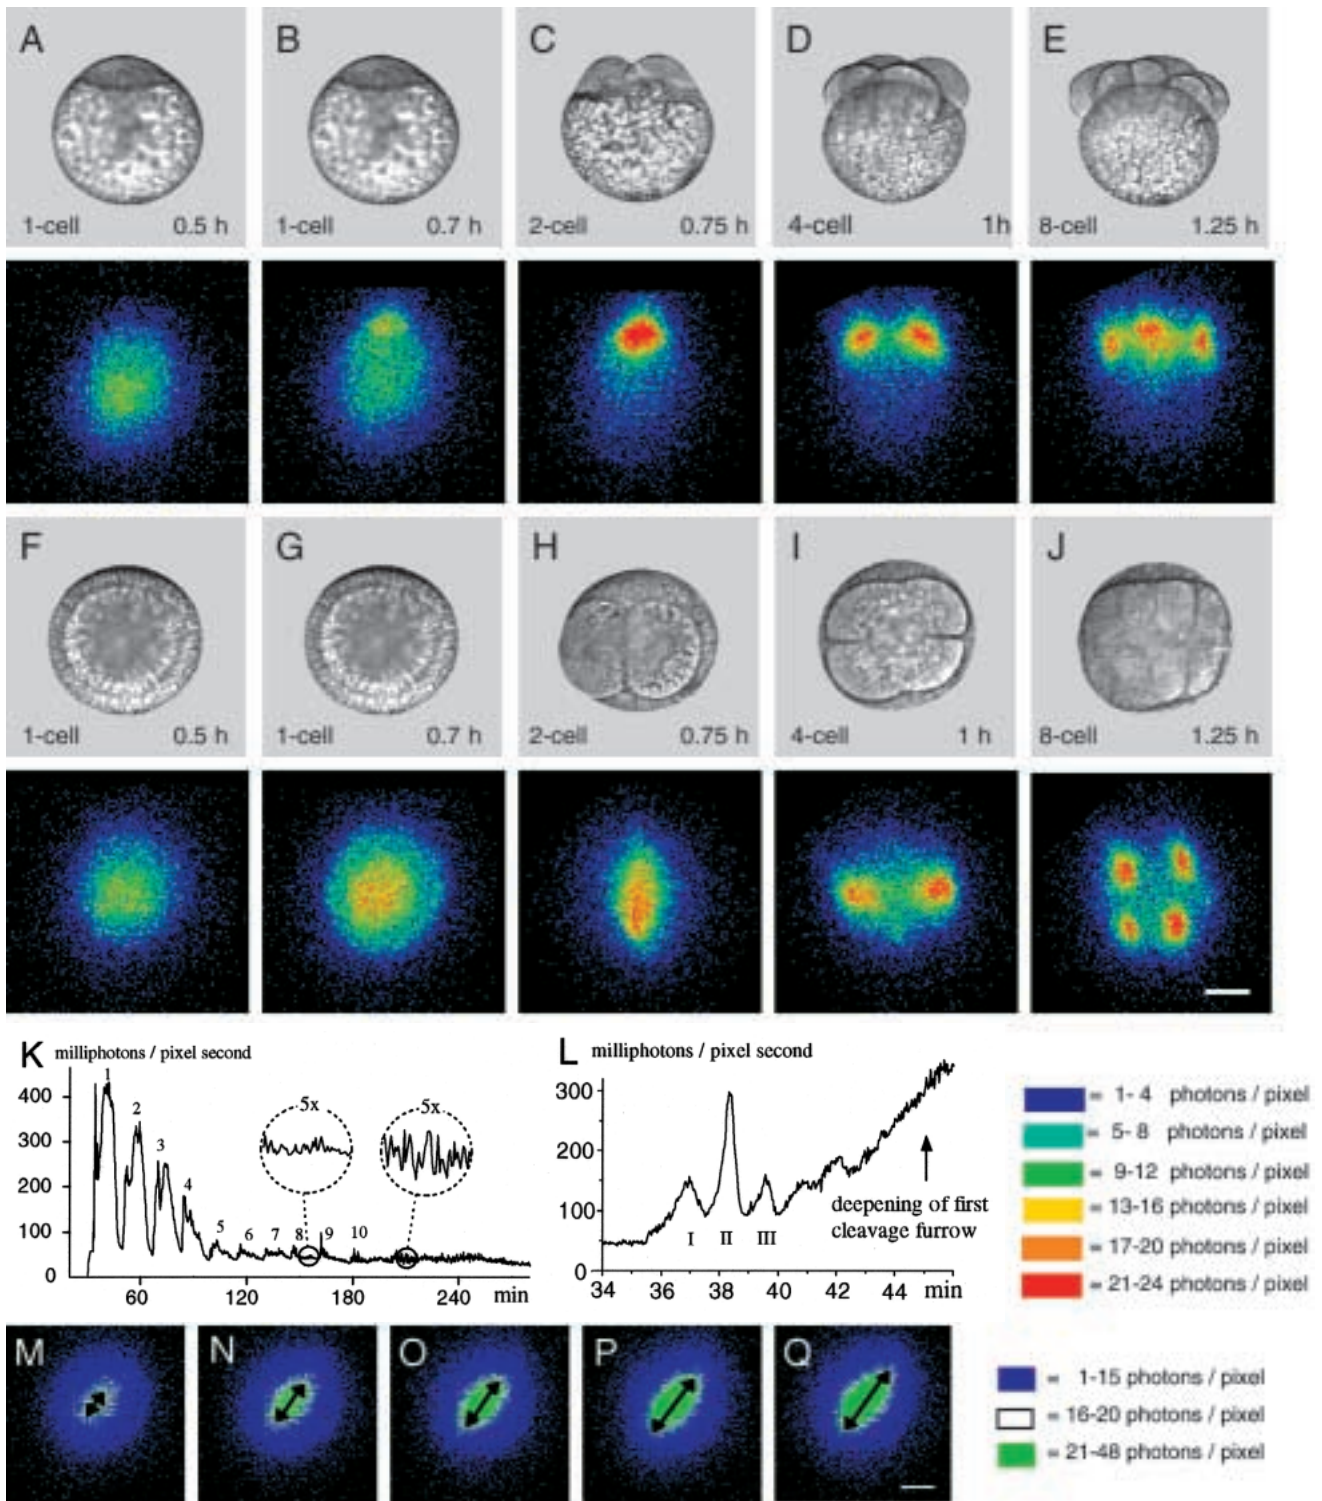 A B C D E
1-cell 0.5 h 1-cell 0.7 h 2-cell 0.75 h 4-cell 1h 8-cell 1.25 h
F G H I J
1-cell 0.5 h 1-cell 0.7 h 2-cell 0.75 h 4-cell 1 h 8-cell 1.25 h
K milliphotons / pixel second
400
300
200
100
0
1
2
3
4
5
6
7
8
9
10
5x
5x
60 120 180 240 min
L milliphotons / pixel second
300
200
100
0
I II III
deepening of first
cleavage furrow
34 36 38 40 42 44 min
= 1- 4 photons / pixel
= 5- 8 photons / pixel
= 9-12 photons / pixel
= 13-16 photons / pixel
= 17-20 photons / pixel
= 21-24 photons / pixel
M N O P Q
= 1-15 photons / pixel
= 16-20 photons / pixel
= 21-48 photons / pixel